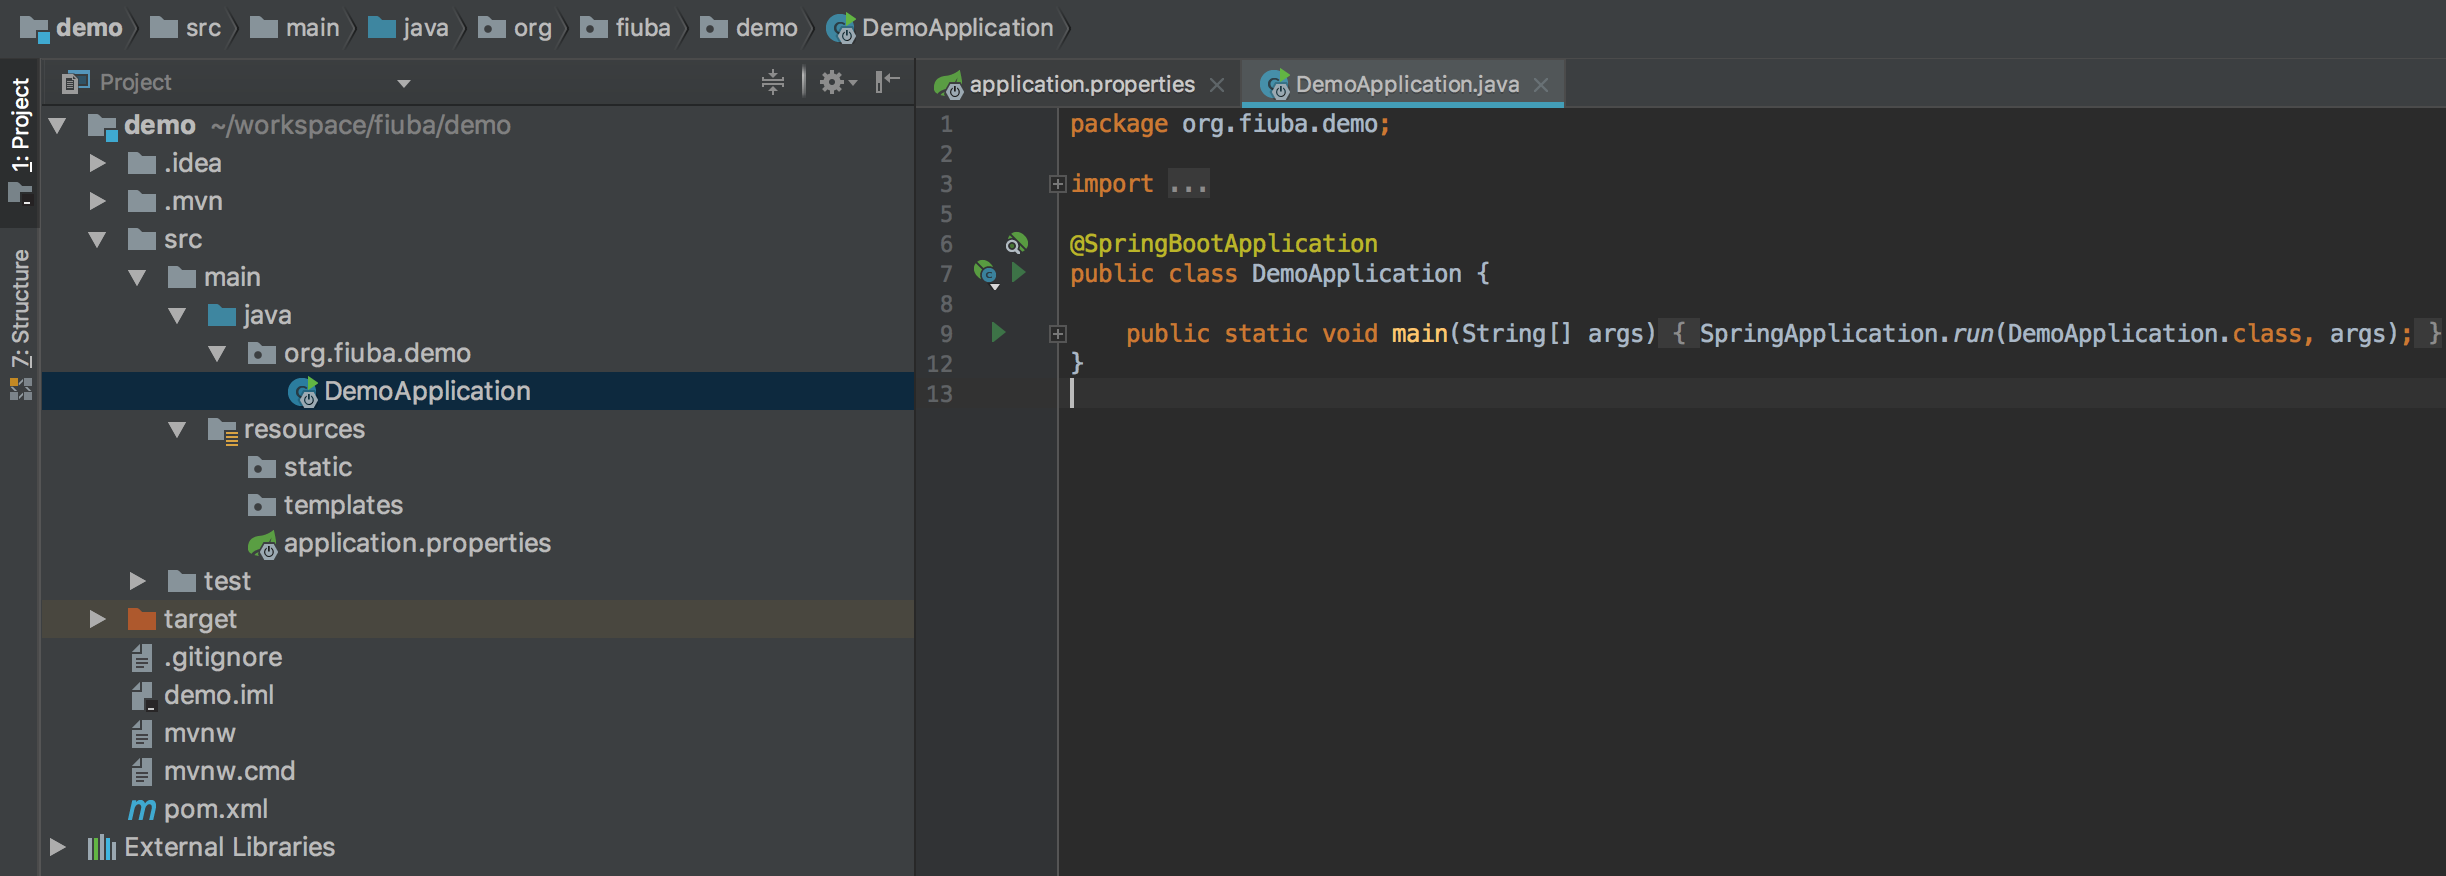 demo src main java org fiuba demo DemoApplication
1: Project
7: Structure
Project
demo ~/workspace/fiuba/demo
.idea
.mvn
src
main
java
org.fiuba.demo
DemoApplication
resources
static
templates
application.properties
test
target
.gitignore
demo.iml
mvnw
mvnw.cmd
pom.xml
External Libraries
application.properties DemoApplication.java
1 package org.fiuba.demo;
2
3 import ...
5
6 @SpringBootApplication
7 public class DemoApplication {
8
9 public static void main(String[] args) { SpringApplication.run(DemoApplication.class, args); }
12 }
13